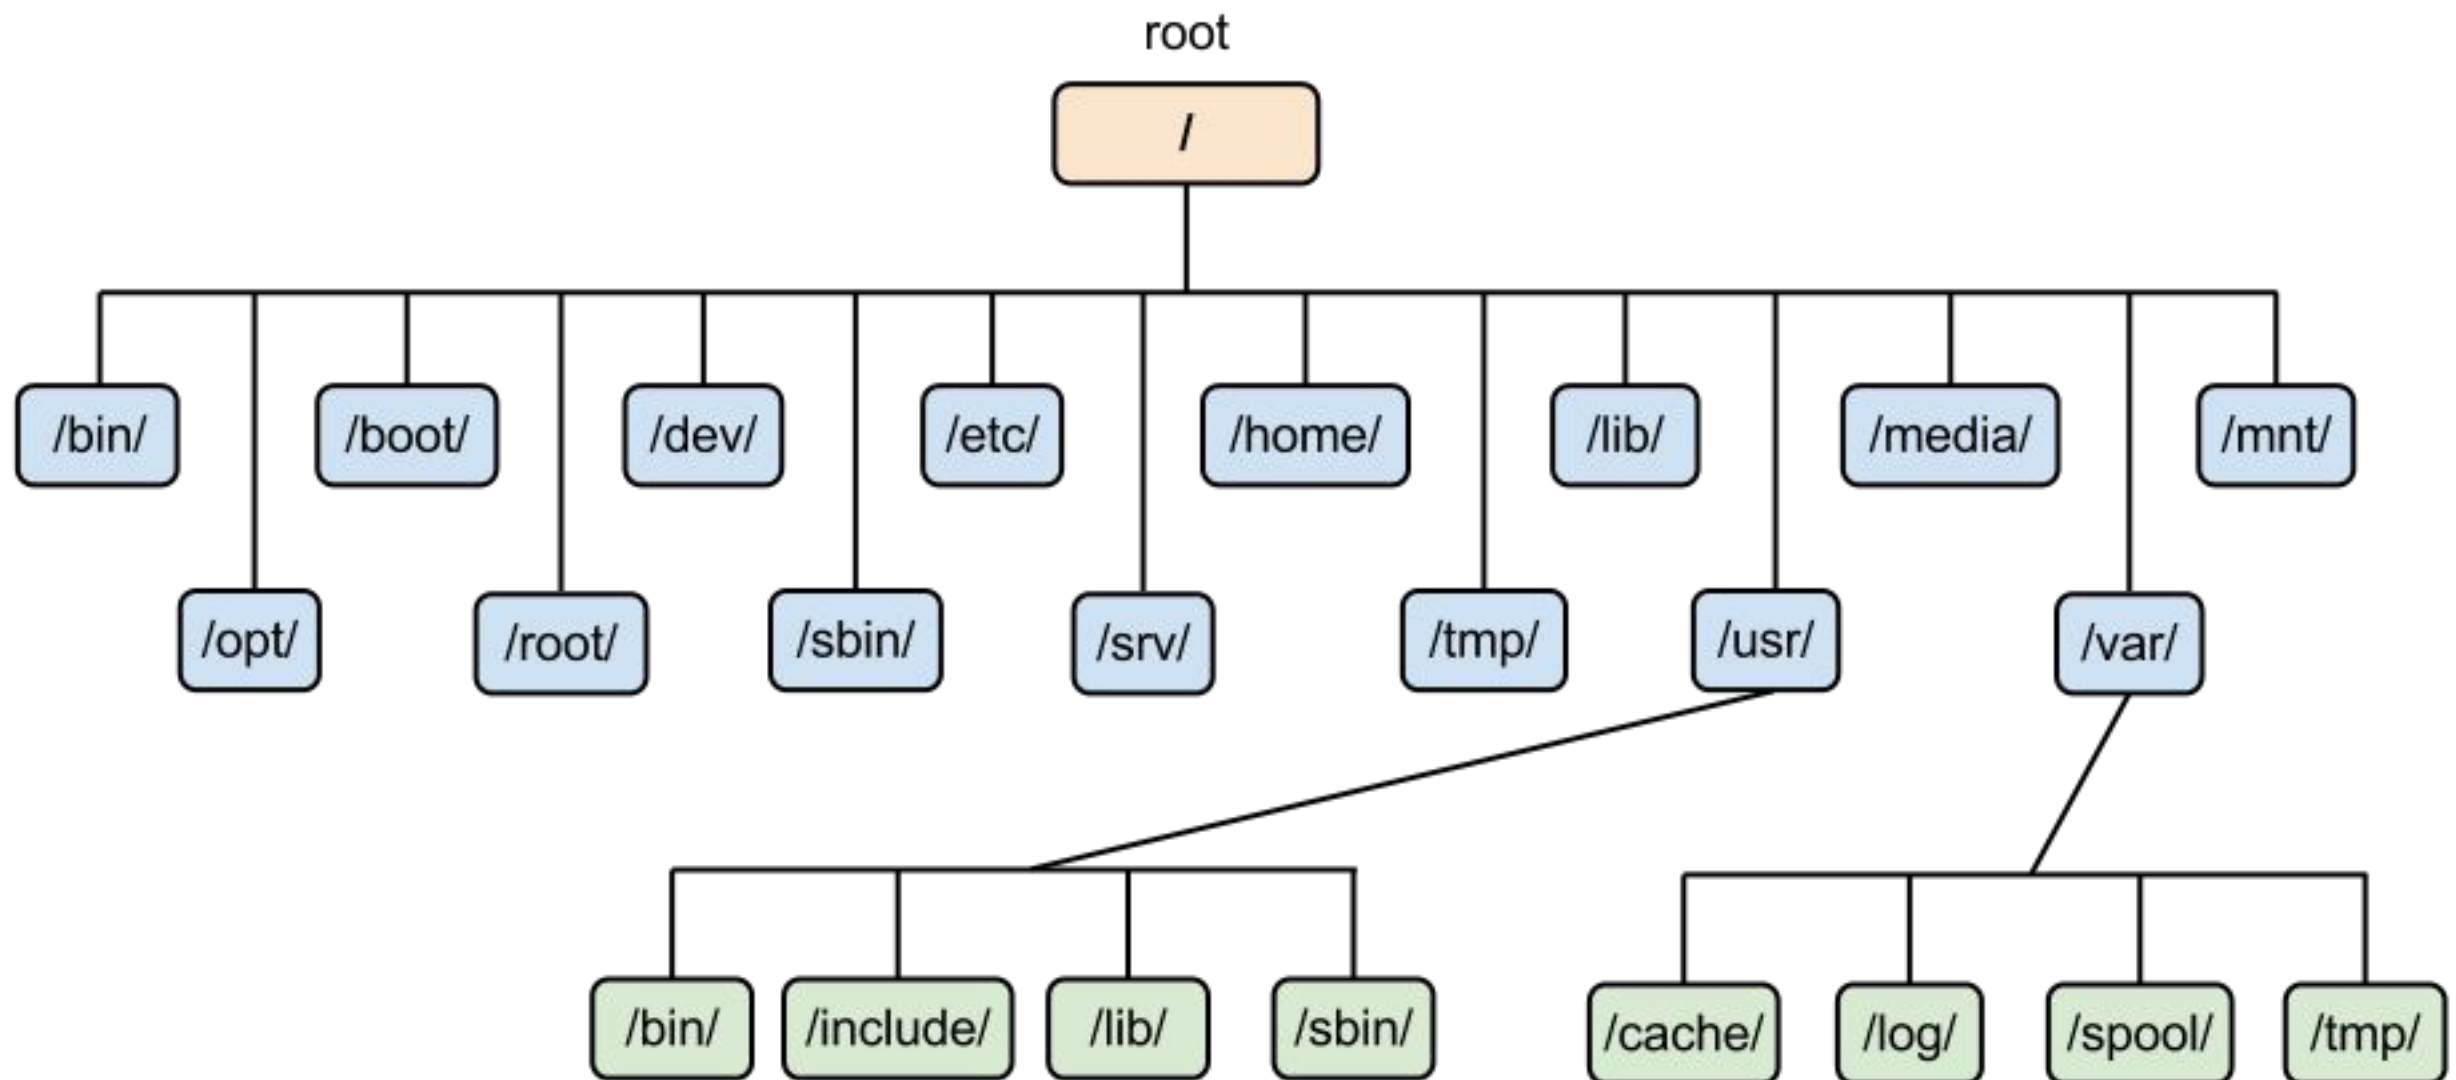 root
/
/bin/ /boot/ /dev/ /etc/ /home/ /lib/ /media/ /mnt/
/opt/ /root/ /sbin/ /srv/ /tmp/ /usr/ /var/
/bin/ /include/ /lib/ /sbin/ /cache/ /log/ /spool/ /tmp/